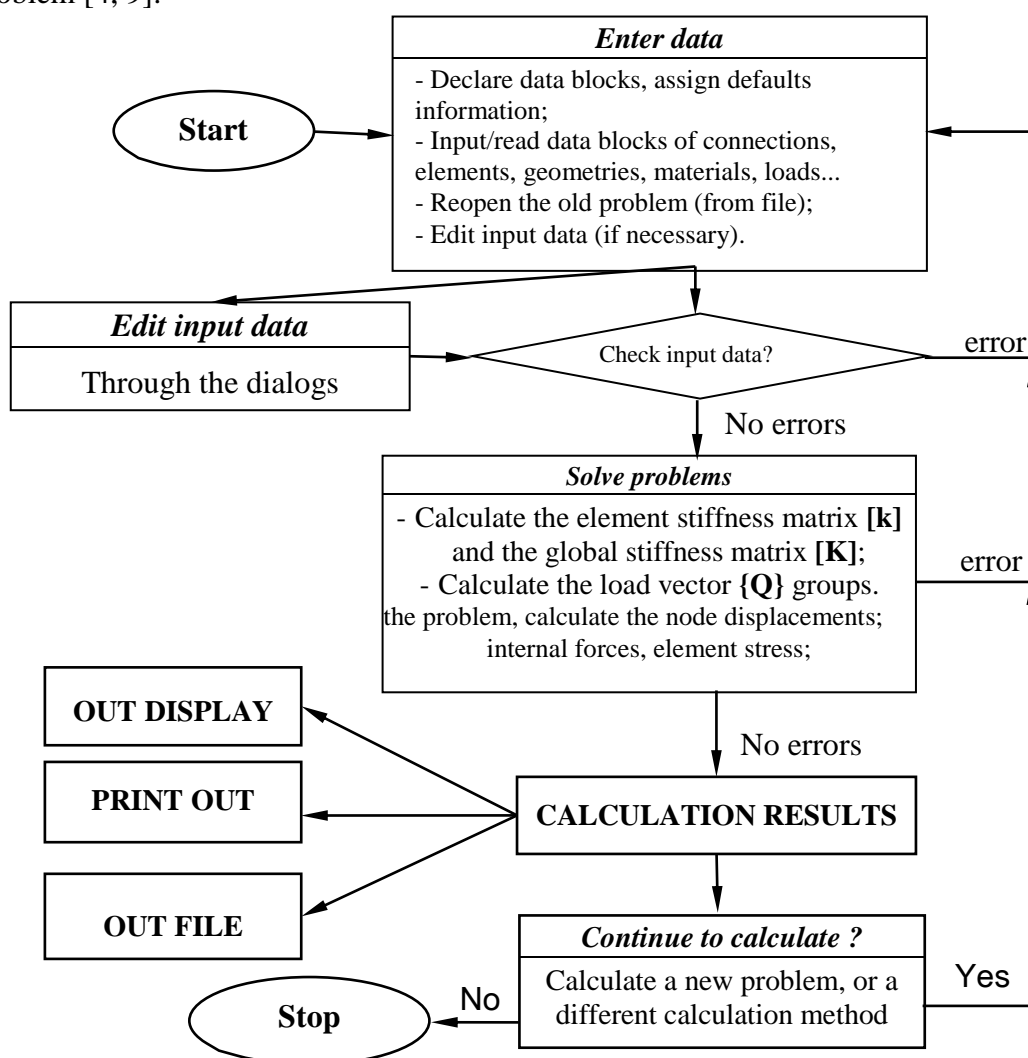 [4, 9].
Enter data
- Declare data blocks, assign defaults
information;
- Input/read data blocks of connections,
elements, geometries, materials, loads...
- Reopen the old problem (from file);
- Edit input data (if necessary).
Start
Edit input data
Through the dialogs
Check input data?
error
No errors
Solve problems
- Calculate the element stiffness matrix [k]
and the global stiffness matrix [K];
- Calculate the load vector {Q} groups.
the problem, calculate the node displacements;
internal forces, element stress;
error
No errors
OUT DISPLAY
PRINT OUT
OUT FILE
CALCULATION RESULTS
Continue to calculate ?
Calculate a new problem, or a
different calculation method
Yes
No
Stop